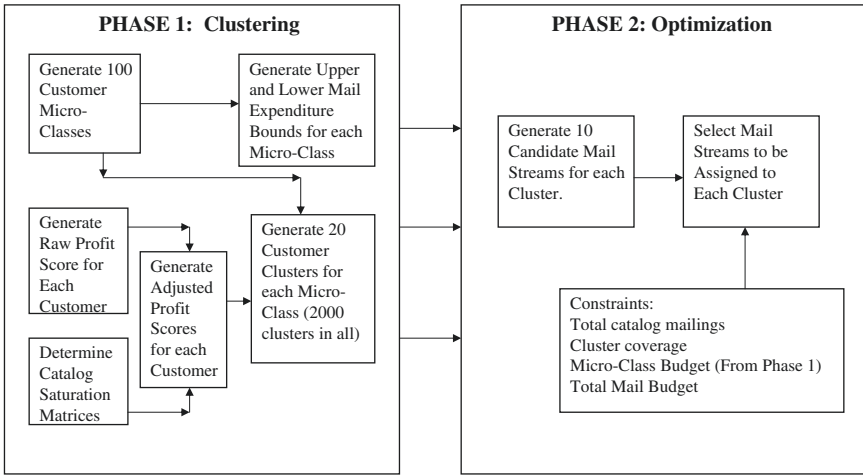 PHASE 1: Clustering
Generate 100
Customer
Micro-
Classes
Generate Upper
and Lower Mail
Expenditure
Bounds for each
Micro-Class
Generate
Raw Profit
Score for
Each
Customer
Generate
Adjusted
Profit
Scores
for each
Customer
Generate 20
Customer
Clusters for
each Micro-
Class (2000
clusters in all)
Determine
Catalog
Saturation
Matrices
PHASE 2: Optimization
Generate 10
Candidate Mail
Streams for each
Cluster.
Select Mail
Streams to be
Assigned to
Each Cluster
Constraints:
Total catalog mailings
Cluster coverage
Micro-Class Budget (From Phase 1)
Total Mail Budget